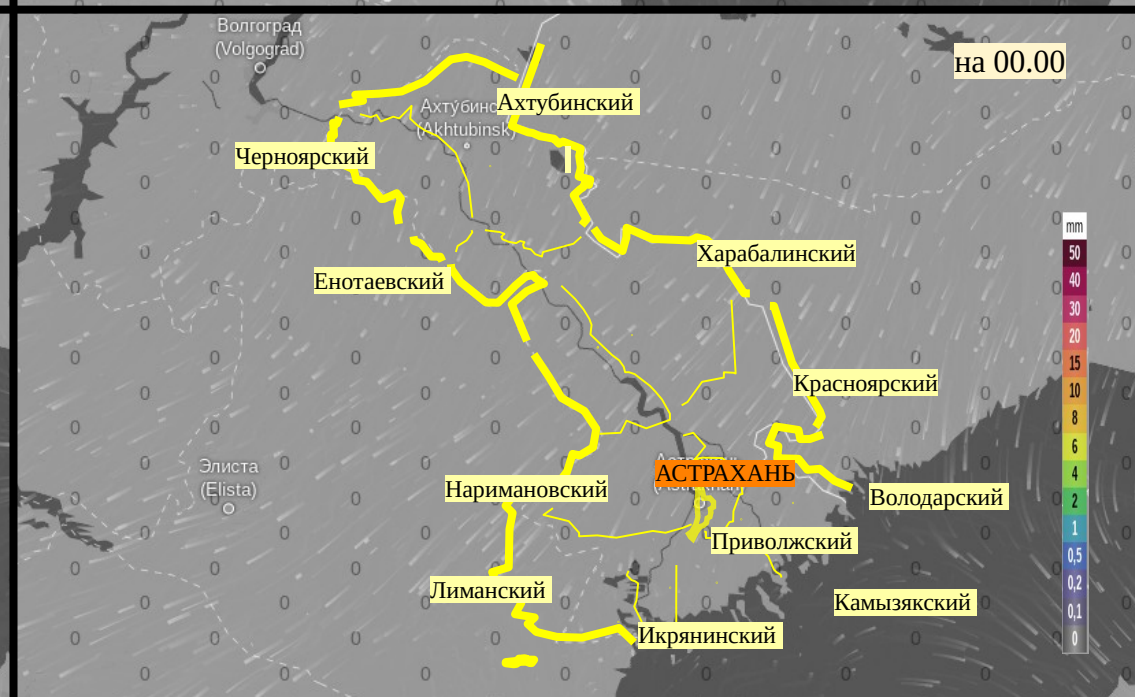 Волгоград
(Volgograd)
на 00.00
Ахтубинский
(Akhtubinsk)
Черноярский
Харабалинский
mm
50
Енотаевский
40
30
20
15
Красноярский
10
8
6
Элиста
(Elista)
АСТРАХАНЬ
4
Наримановский
Володарский
2
1
Приволжский
0,5
0,2
Лиманский
Камызякский
0,1
Икрянинский
0